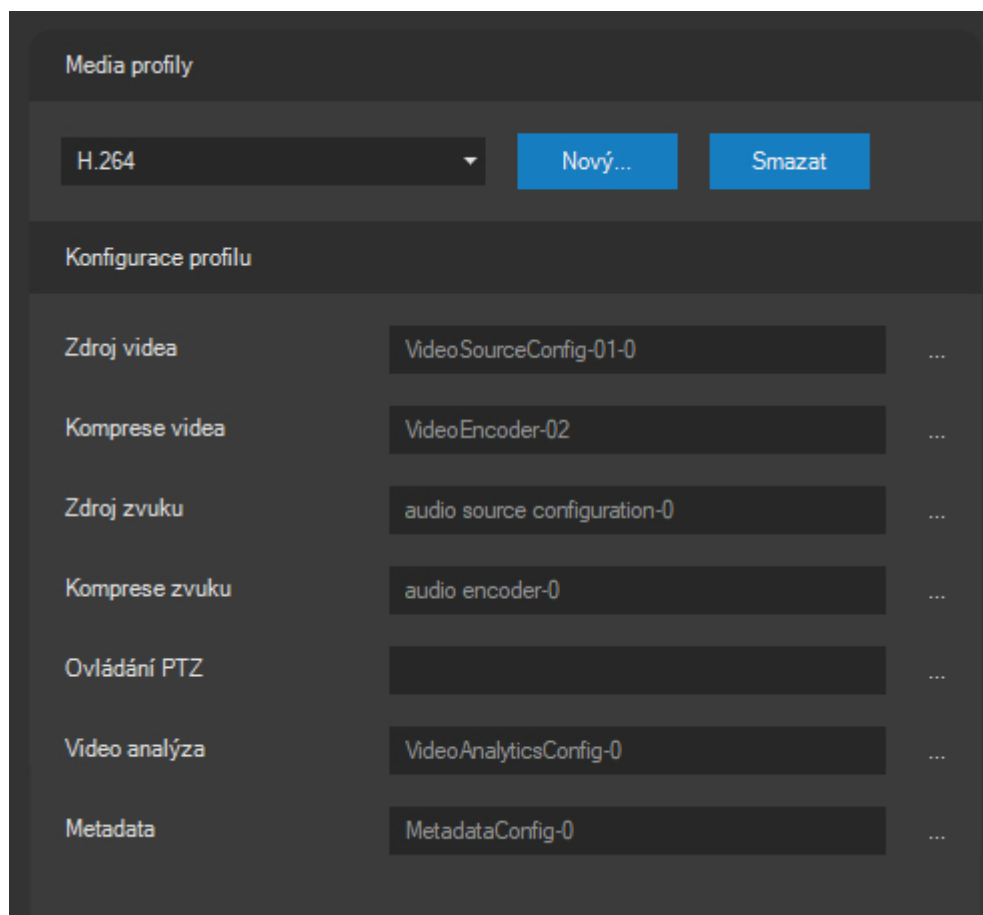 Media profily
H.264 Nový... Smazat
Konfigurace profilu
Zdroj videa VideoSourceConfig-01-0 ...
Komprese videa VideoEncoder-02 ...
Zdroj zvuku audio source configuration-0 ...
Komprese zvuku audio encoder-0 ...
Ovládání PTZ ...
Video analýza VideoAnalyticsConfig-0 ...
Metadata MetadataConfig-0 ...